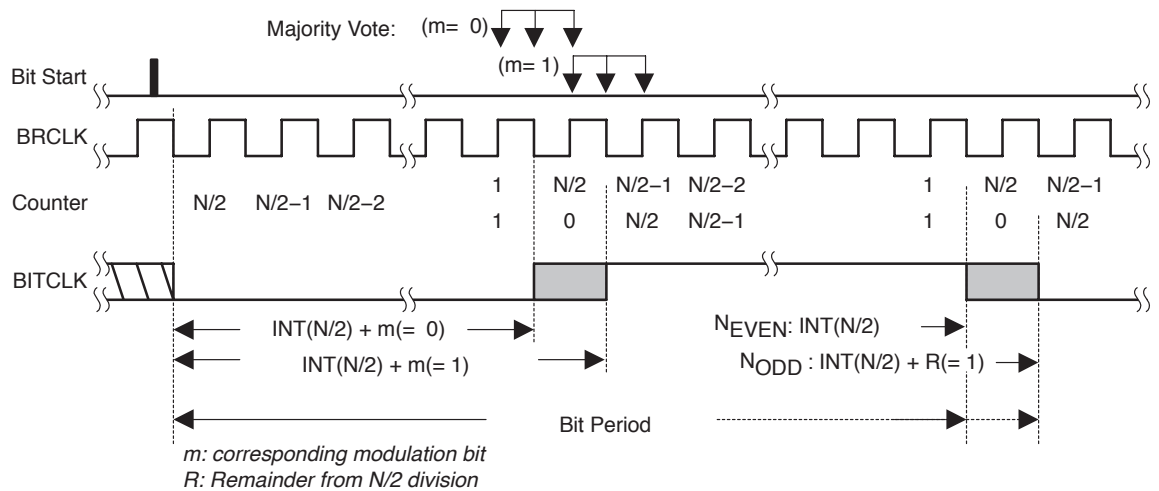 Majority Vote: (m= 0)
(m= 1)
Bit Start
BRCLK
Counter
N/2 N/2–1 N/2–2 1 N/2 N/2–1 N/2–2 1 N/2 N/2–1
1 0 N/2 N/2–1 1 0 N/2
BITCLK
INT(N/2) + m(= 0) NEVEN: INT(N/2)
INT(N/2) + m(= 1) NODD : INT(N/2) + R(= 1)
Bit Period
m: corresponding modulation bit
R: Remainder from N/2 division